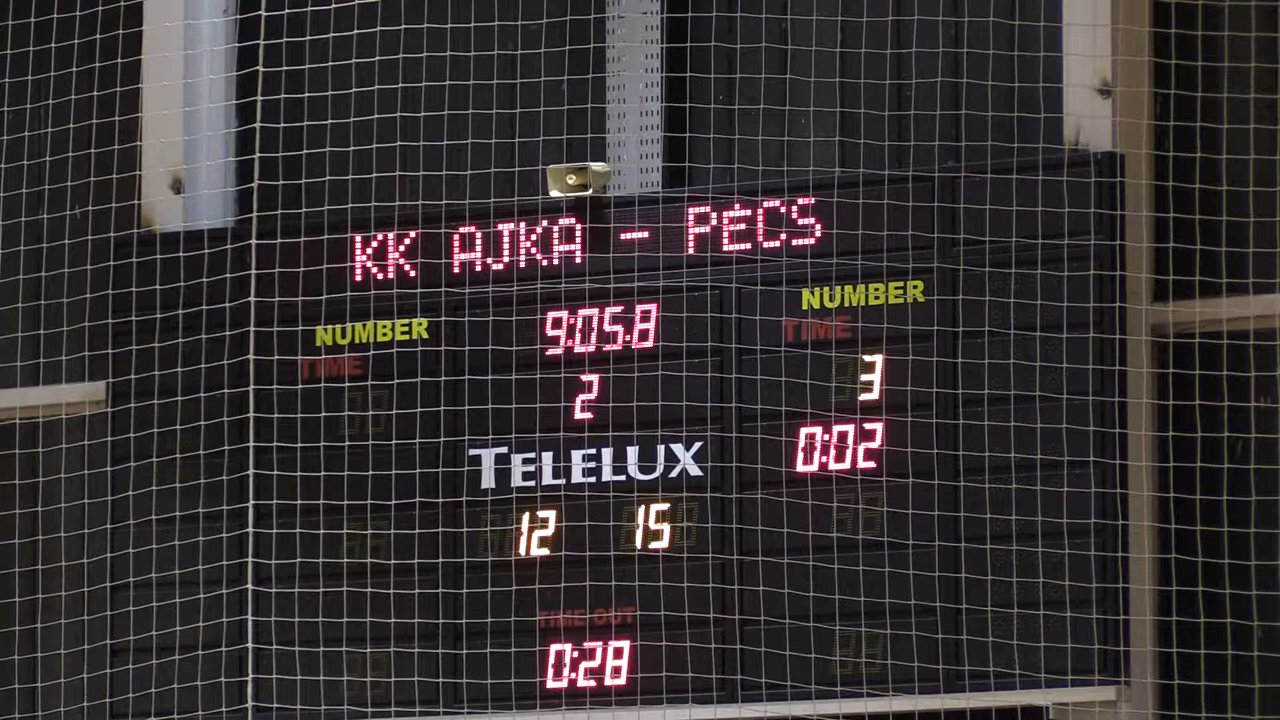 KK AJKA - PECS
NUMBER
TIME
9:05.8
NUMBER
TIME
2
3
0:02
TELELUX
12 15
TIME OUT
0:28